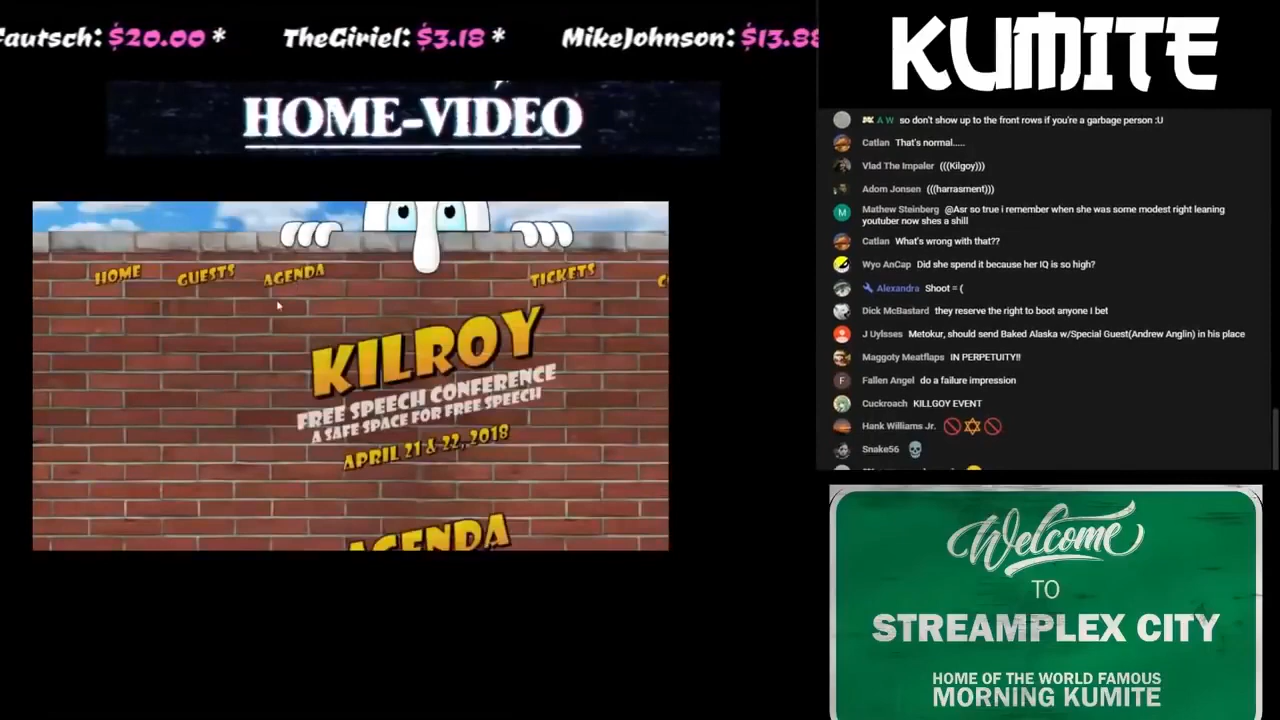 Fautsch: $20.00 *
TheGiriel: $3.18 *
MikeJohnson: $13.88
HOME-VIDEO
HOME
GUESTS
AGENDA
TICKETS
KILROY
FREE SPEECH CONFERENCE
A SAFE SPACE FOR FREE SPEECH
APRIL 21 & 22, 2018
AGENDA
KUMITE
A W so don't show up to the front rows if you're a garbage person :U
Catlan That's normal.....
Vlad The Impaler (((Kilgoy)))
Adom Jonsen (((harrasment)))
M
Mathew Steinberg @Asr so true i remember when she was some modest right leaning
youtuber now shes a shill
Catlan What's wrong with that??
Wyo AnCap Did she spend it because her IQ is so high?
Alexandra Shoot = (
Dick McBastard they reserve the right to boot anyone I bet
J Uylsses Metokur, should send Baked Alaska w/Special Guest(Andrew Anglin) in his place
Maggoty Meatflaps IN PERPETUITY!!
F
Fallen Angel do a failure impression
Cuckroach KILLGOY EVENT
Hank Williams Jr. 🚫🔯🚫
Snake56 💀
Welcome
TO
STREAMPLEX CITY
HOME OF THE WORLD FAMOUS
MORNING KUMITE